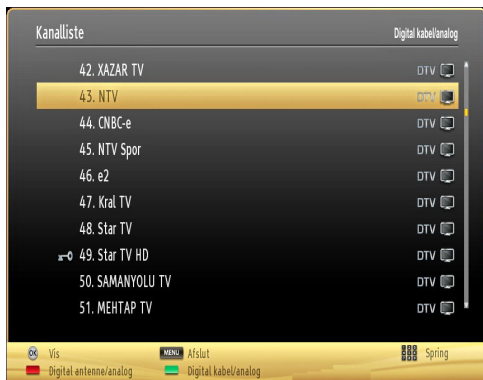 Kanalliste Digital kabel/analog
42. XAZAR TV DTV
43. NTV DTV
44. CNBC-e DTV
45. NTV Spor DTV
46. e2 DTV
47. Kral TV DTV
48. Star TV DTV
49. Star TV HD DTV
50. SAMANYOLU TV DTV
51. MEHTAP TV DTV
OK Vis MENU Afslut Spring
Digital antenne/analog Digital kabel/analog